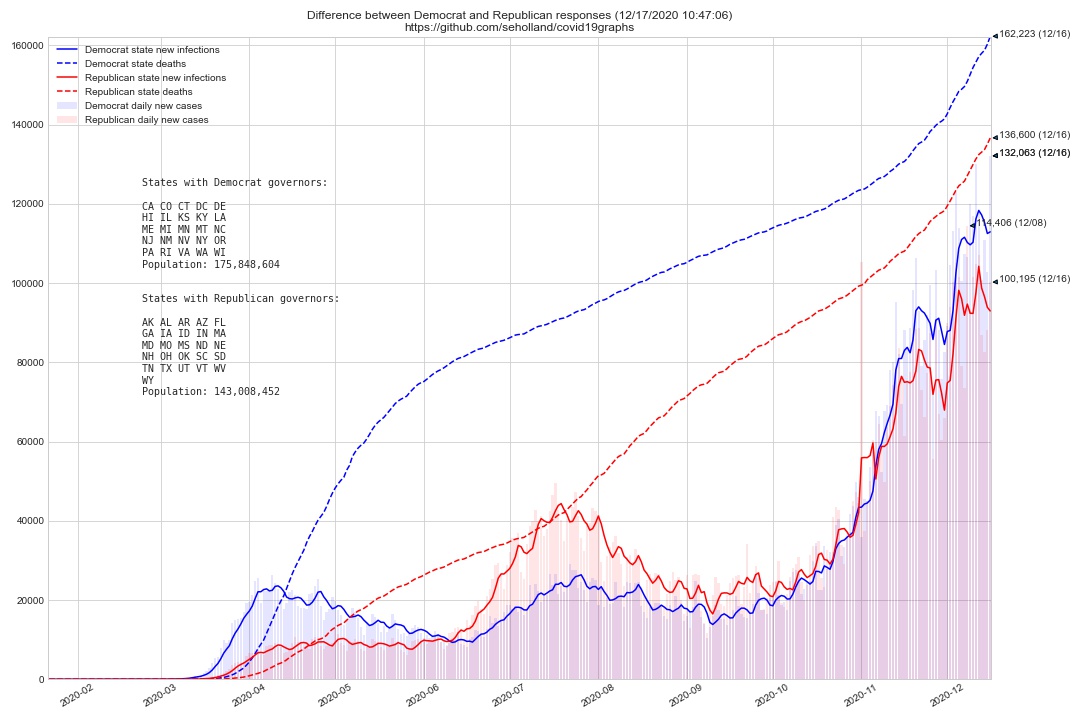 Difference between Democrat and Republican responses (12/17/2020 10:47:06)
https://github.com/seholland/covid19graphs
160000
140000
120000
100000
80000
60000
40000
20000
0
Democrat state new infections
Democrat state deaths
Republican state new infections
Republican state deaths
Democrat daily new cases
Republican daily new cases
States with Democrat governors:
CA CO CT DC DE
HI IL KS KY LA
ME MI MN MT NC
NJ NM NV NY OR
PA RI VA WA WI
Population: 175,848,604
States with Republican governors:
AK AL AR AZ FL
GA IA ID IN MA
MD MO MS ND NE
NH OH OK SC SD
TN TX UT VT WV
WY
Population: 143,008,452
162,223 (12/16)
136,600 (12/16)
132,063 (12/16)
114,406 (12/08)
100,195 (12/16)
2020-02
2020-03
2020-04
2020-05
2020-06
2020-07
2020-08
2020-09
2020-10
2020-11
2020-12